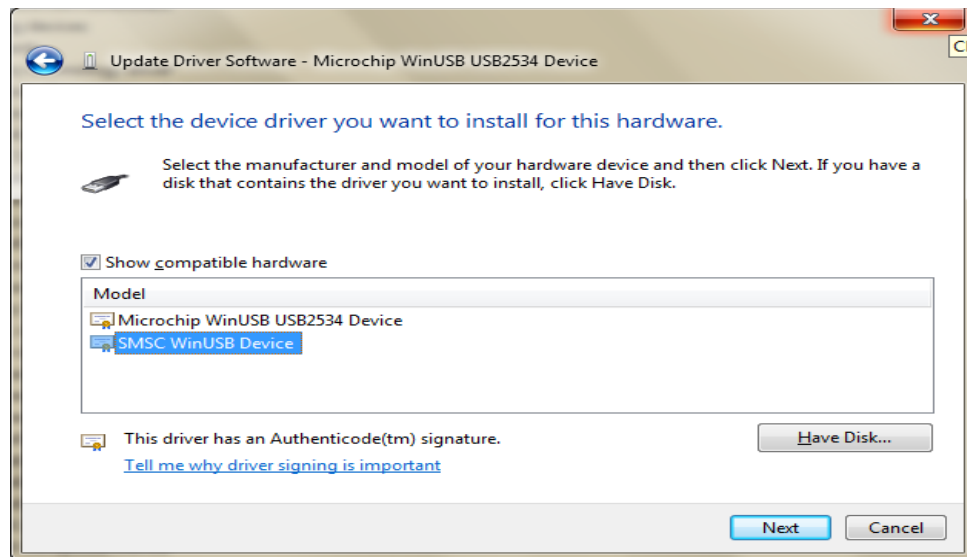 Update Driver Software - Microchip WinUSB USB2534 Device
Select the device driver you want to install for this hardware.
Select the manufacturer and model of your hardware device and then click Next. If you have a
disk that contains the driver you want to install, click Have Disk.
Show compatible hardware
Model
Microchip WinUSB USB2534 Device
SMSC WinUSB Device
This driver has an Authenticode(tm) signature.
Have Disk...
Tell me why driver signing is important
Next
Cancel